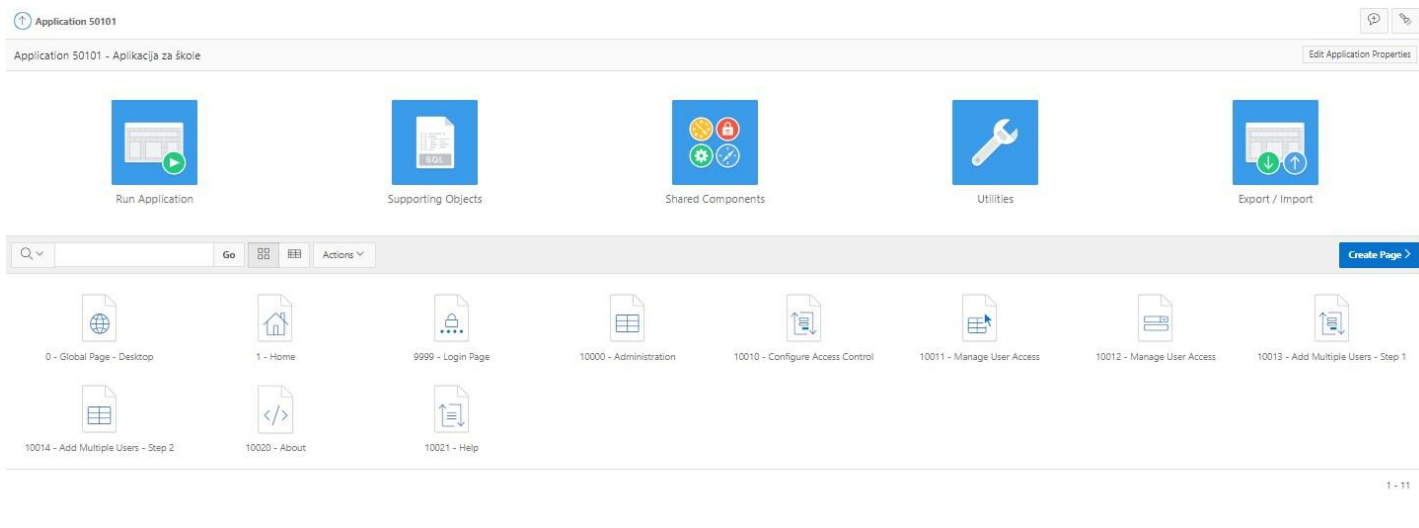 Application 50101
Application 50101 - Aplikacija za škole
Edit Application Properties
SQL
Run Application
Supporting Objects
Shared Components
Utilities
Export / Import
Go
Actions
Create Page
0 - Global Page - Desktop
1 - Home
9999 - Login Page
10000 - Administration
10010 - Configure Access Control
10011 - Manage User Access
10012 - Manage User Access
10013 - Add Multiple Users - Step 1
10014 - Add Multiple Users - Step 2
10020 - About
10021 - Help
1 - 11